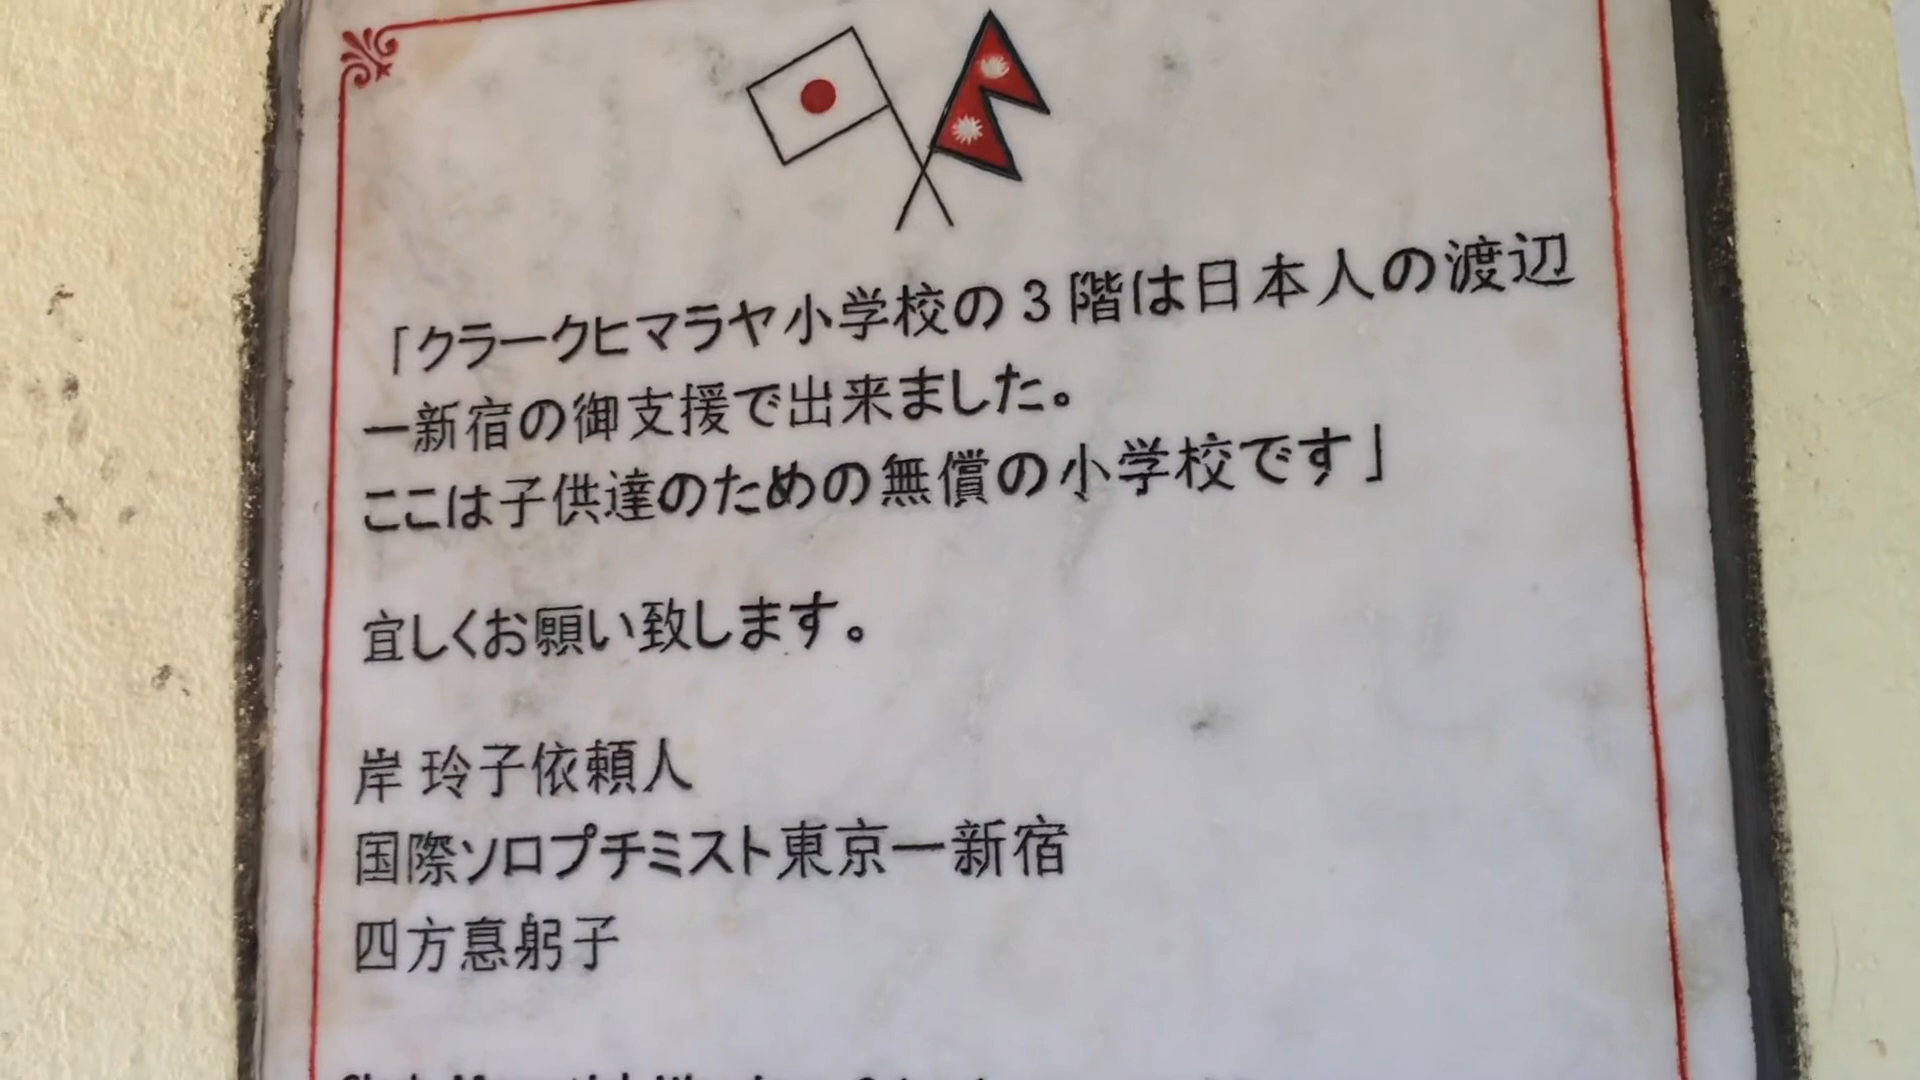 「クラークヒマラヤ小学校の3階は日本人の渡辺
一新宿の御支援で出来ました。
ここは子供達のための無償の小学校です」
宜しくお願い致します。
岸 玲子依頼人
国際ソロプチミスト東京一新宿
四方恵躬子